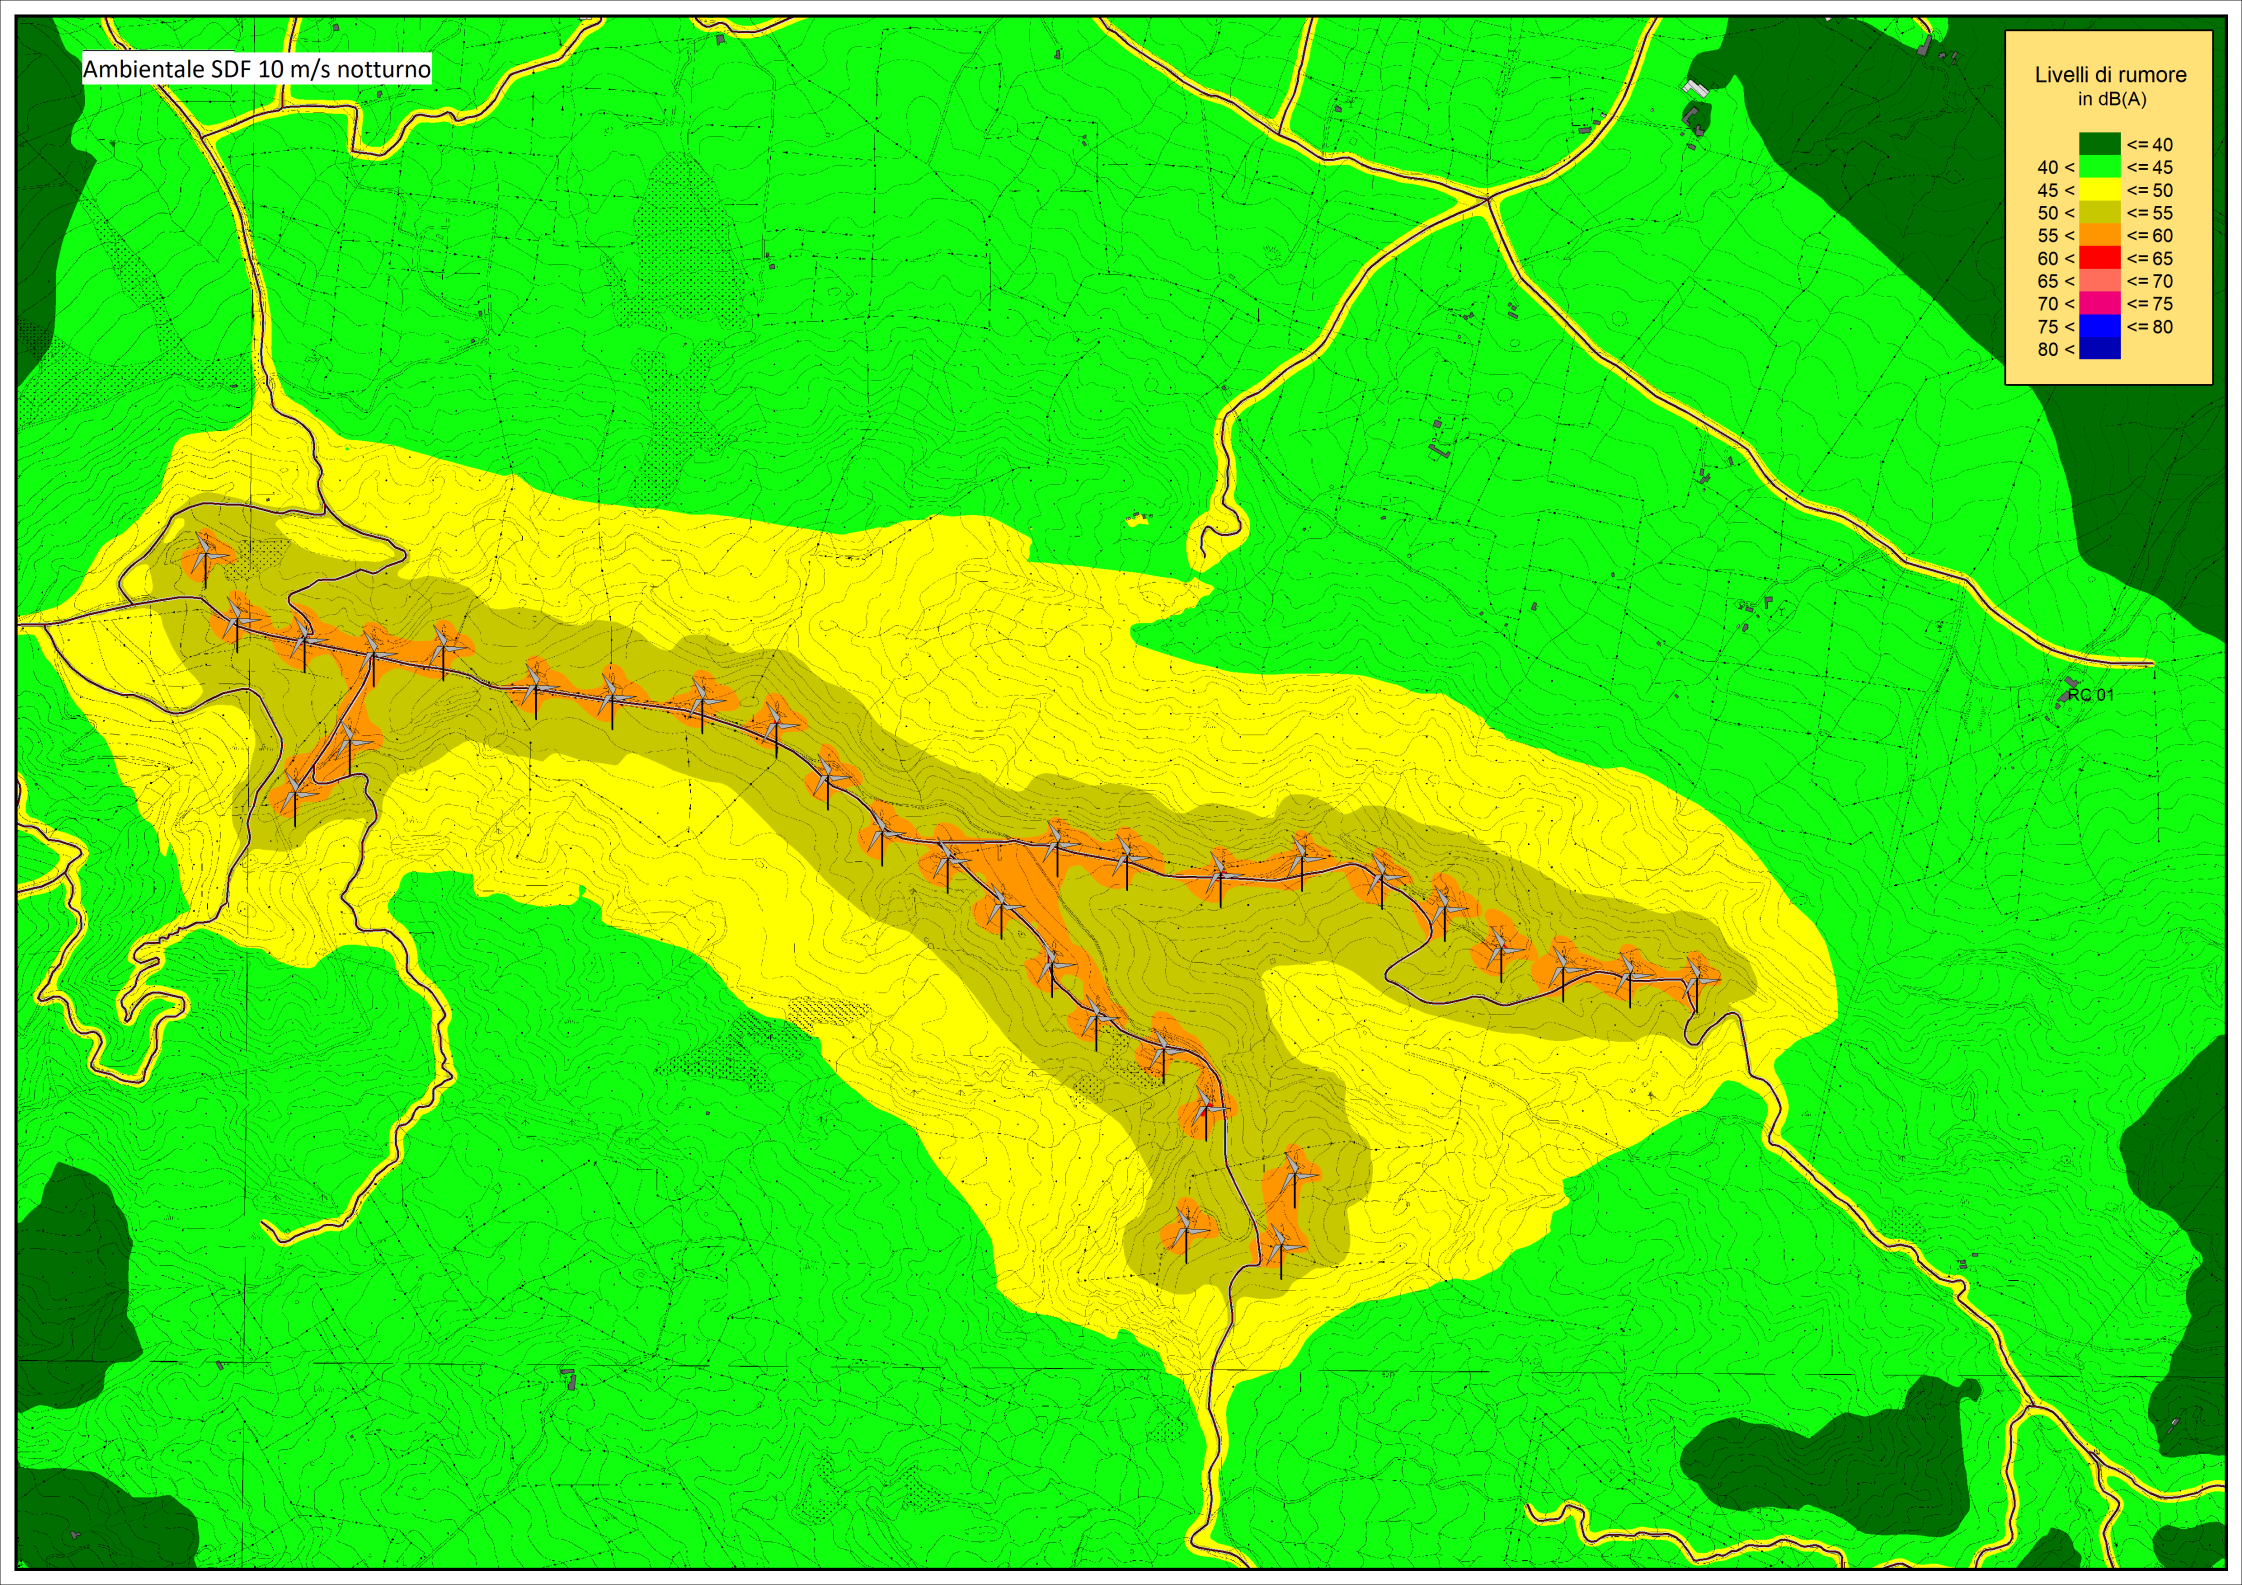 Ambientale SDF 10 m/s notturno
Livelli di rumore
in dB(A)
<= 40
40 < <= 45
45 < <= 50
50 < <= 55
55 < <= 60
60 < <= 65
65 < <= 70
70 < <= 75
75 < <= 80
80 <
RC 01